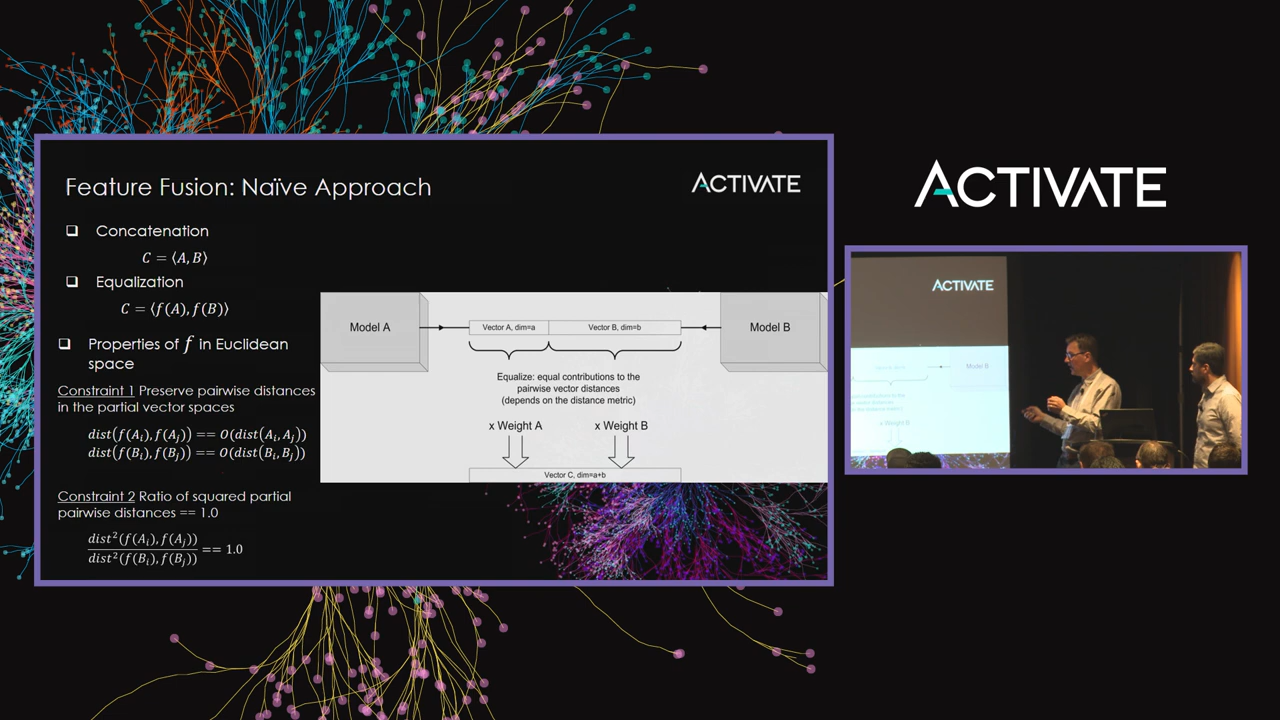 Feature Fusion: Naïve Approach
ACTIVATE
❑ Concatenation
C = ⟨A, B⟩
❑ Equalization
C = ⟨f(A), f(B)⟩
❑ Properties of f in Euclidean
space
Constraint 1 Preserve pairwise distances
in the partial vector spaces
dist(f(A_i), f(A_j)) == O(dist(A_i, A_j))
dist(f(B_i), f(B_j)) == O(dist(B_i, B_j))
Constraint 2 Ratio of squared partial
pairwise distances == 1.0
dist²(f(A_i), f(A_j))
dist²(f(B_i), f(B_j)) == 1.0
Model A
Vector A, dim=a
Vector B, dim=b
Model B
Equalize: equal contributions to the
pairwise vector distances
(depends on the distance metric)
x Weight A
x Weight B
Vector C, dim=a+b
ACTIVATE
ACTIVATE
Model B
x Weight B